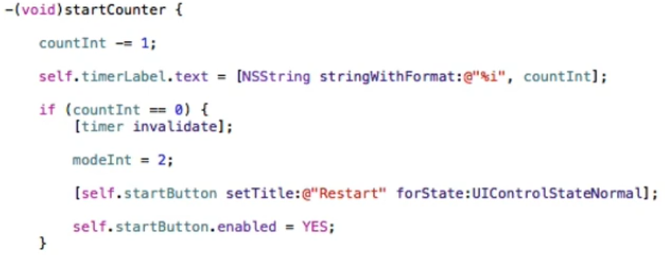 -(void)startCounter {
countInt -= 1;
self.timerLabel.text = [NSString stringWithFormat:@"%i", countInt];
if (countInt == 0) {
[timer invalidate];
modeInt = 2;
[self.startButton setTitle:@"Restart" forState:UIControlStateNormal];
self.startButton.enabled = YES;
}